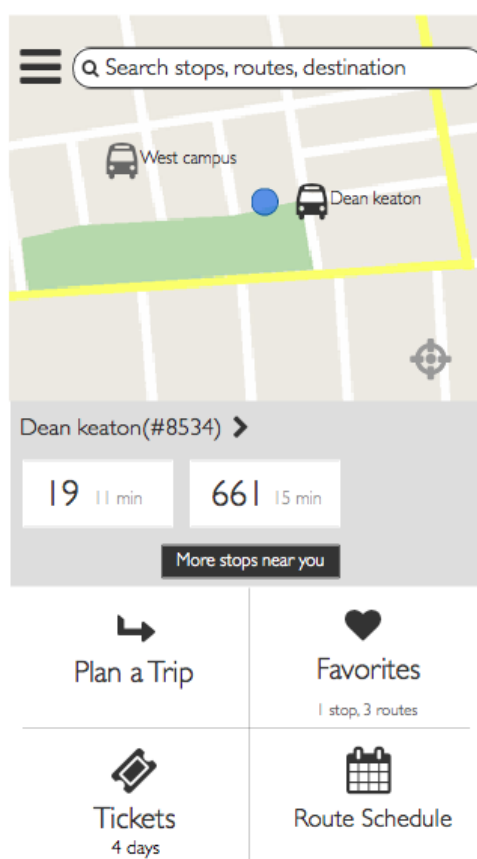 Search stops, routes, destination
West campus
Dean keaton
Dean keaton(#8534)
19 11 min 661 15 min
More stops near you
Plan a Trip
Favorites
1 stop, 3 routes
Tickets
4 days
Route Schedule